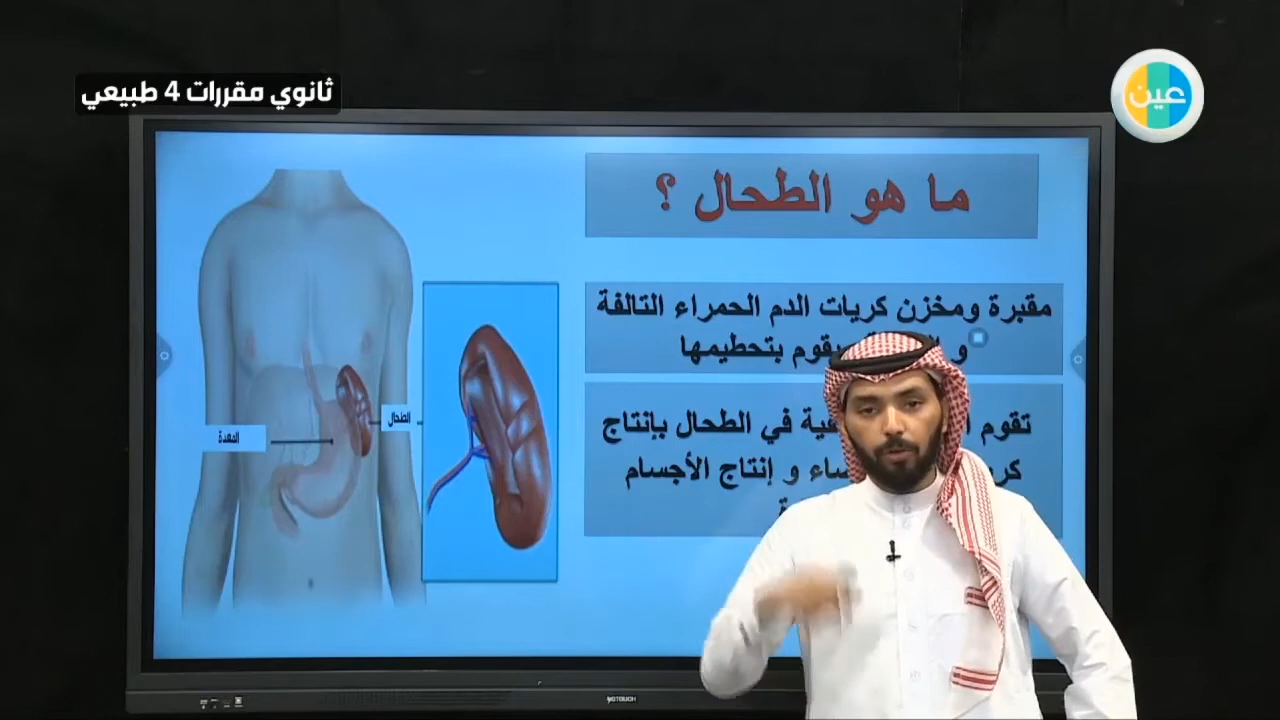 ثانوي مقررات 4 طبيعي
عين
ما هو الطحال ؟
مقبرة ومخزن كريات الدم الحمراء التالفة
و يقوم بتحطيمها
تقوم في الطحال بإنتاج
و إنتاج الأجسام
الطحال
المعدة